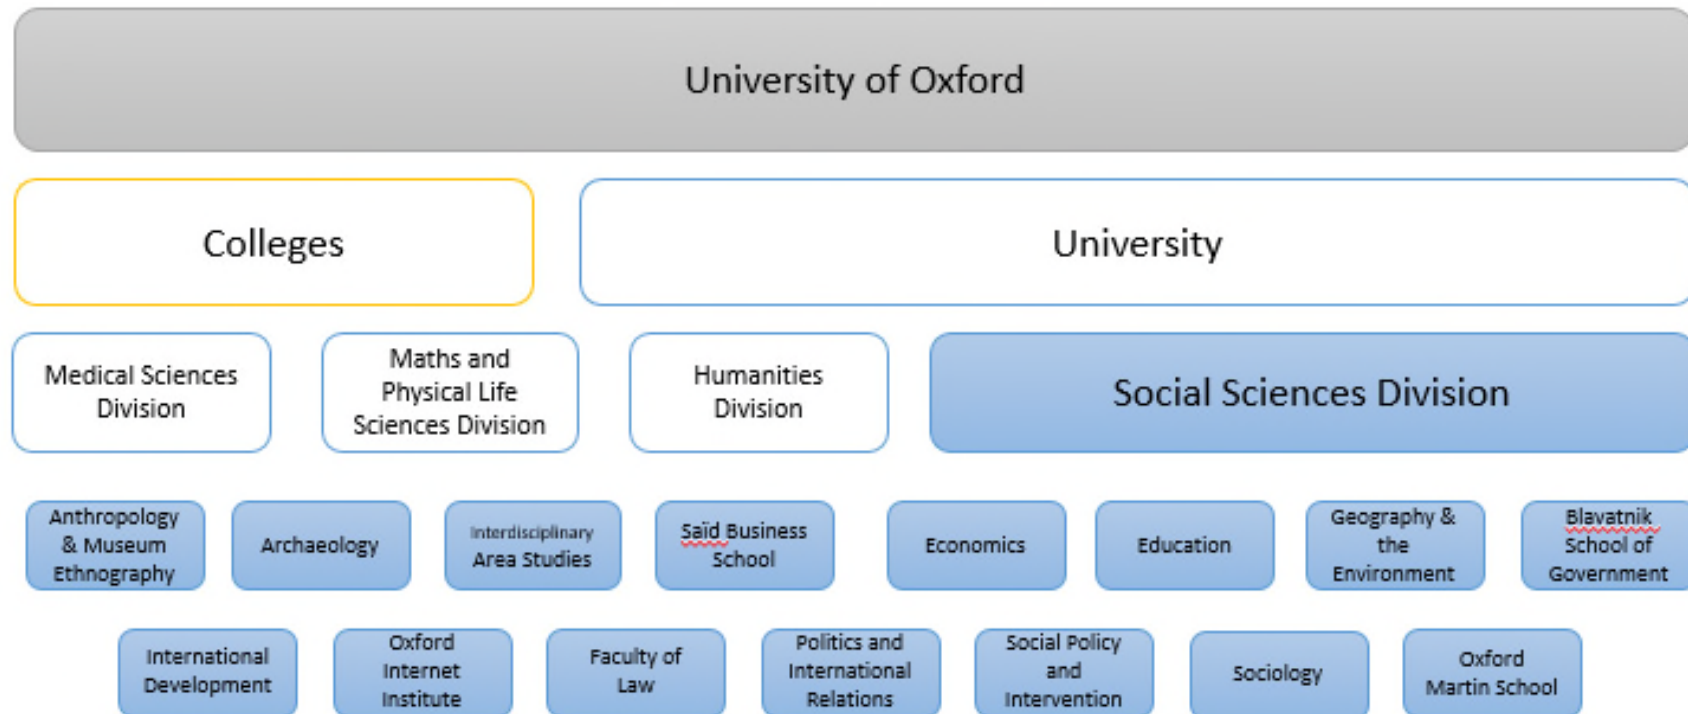 University of Oxford
Colleges
University
Medical Sciences
Division
Maths and
Physical Life
Sciences Division
Humanities
Division
Social Sciences Division
Anthropology
& Museum
Ethnography
Archaeology
Interdisciplinary
Area Studies
Saïd Business
School
Economics
Education
Geography &
the
Environment
Blavatnik
School of
Government
International
Development
Oxford
Internet
Institute
Faculty of
Law
Politics and
International
Relations
Social Policy
and
Intervention
Sociology
Oxford
Martin School